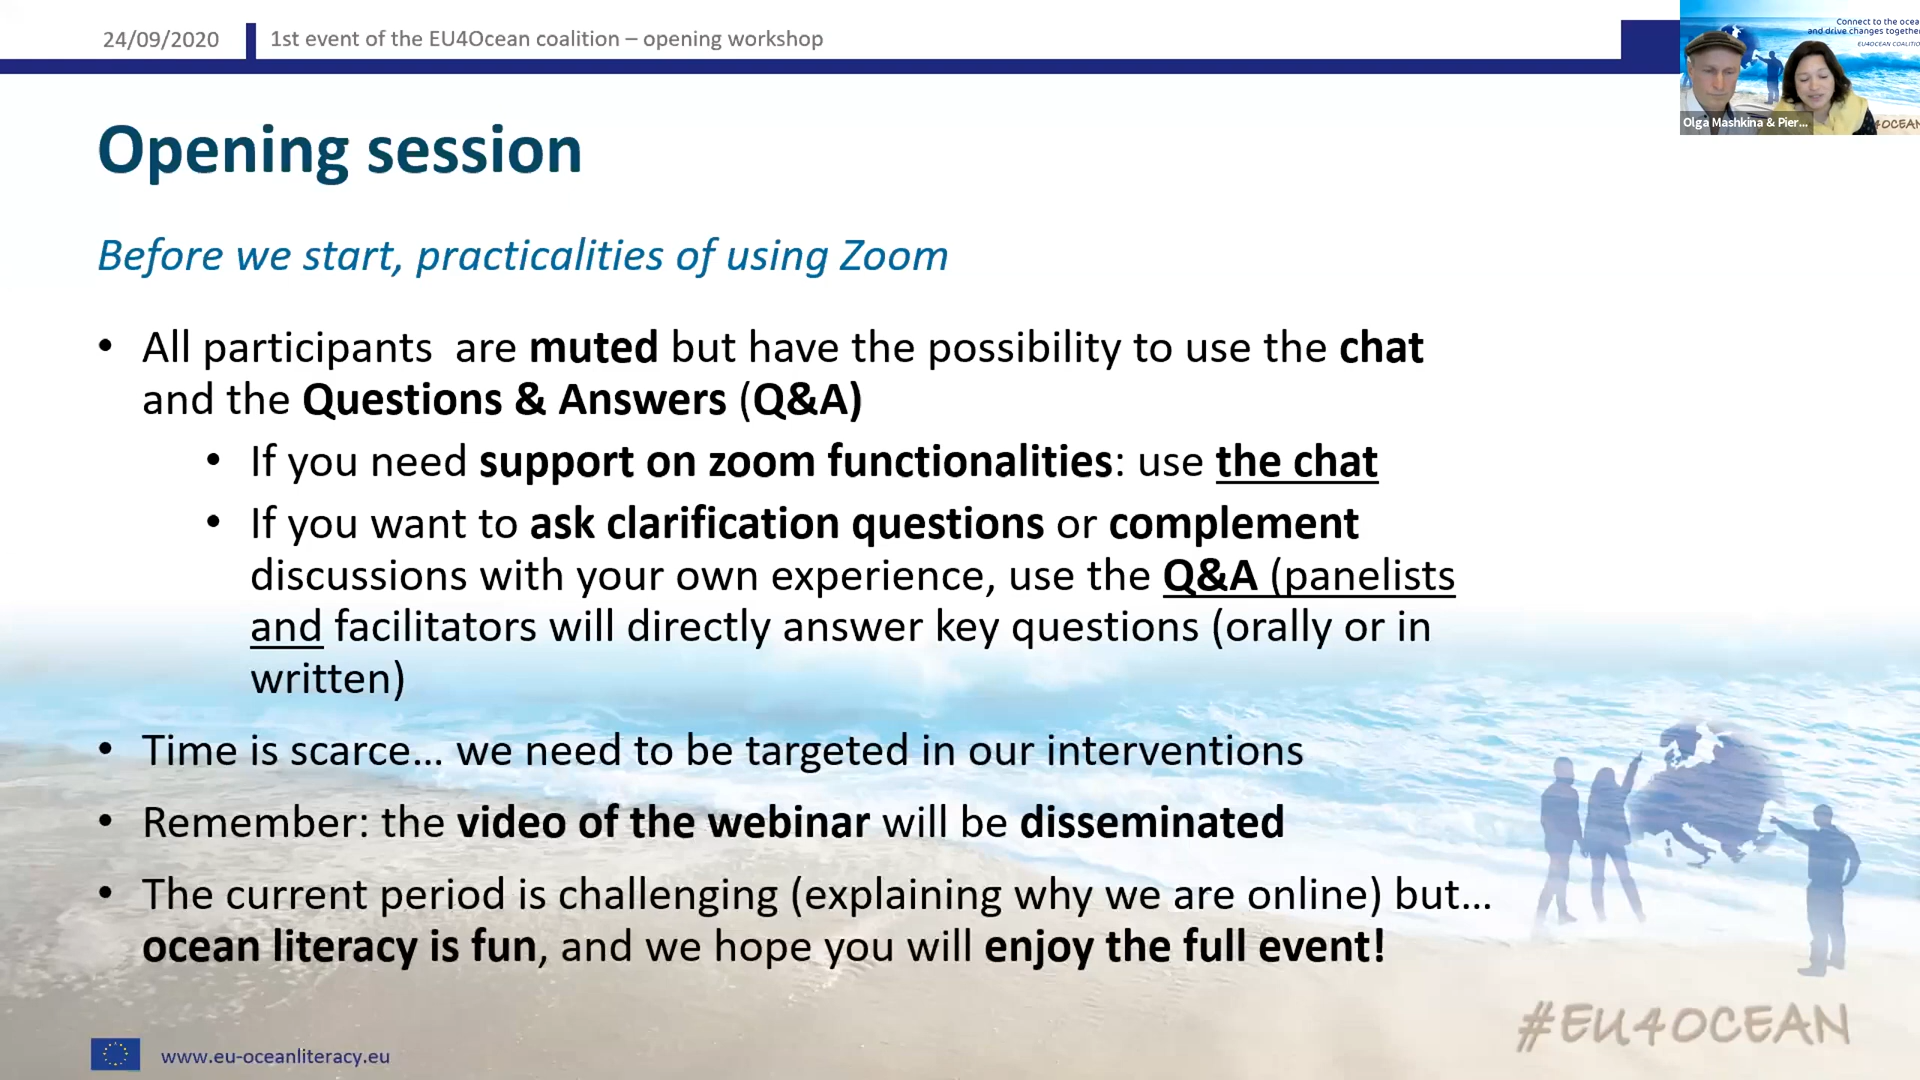 24/09/2020
1st event of the EU4Ocean coalition – opening workshop
Connect to the ocea
and drive changes togethe
EU4OCEAN COALITIO
Olga Mashkina & Pier...
4OCEAN
Opening session
Before we start, practicalities of using Zoom
• All participants are muted but have the possibility to use the chat
and the Questions & Answers (Q&A)
• If you need support on zoom functionalities: use the chat
• If you want to ask clarification questions or complement
discussions with your own experience, use the Q&A (panelists
and facilitators will directly answer key questions (orally or in
written)
• Time is scarce… we need to be targeted in our interventions
• Remember: the video of the webinar will be disseminated
• The current period is challenging (explaining why we are online) but…
ocean literacy is fun, and we hope you will enjoy the full event!
#EU4OCEAN
www.eu-oceanliteracy.eu